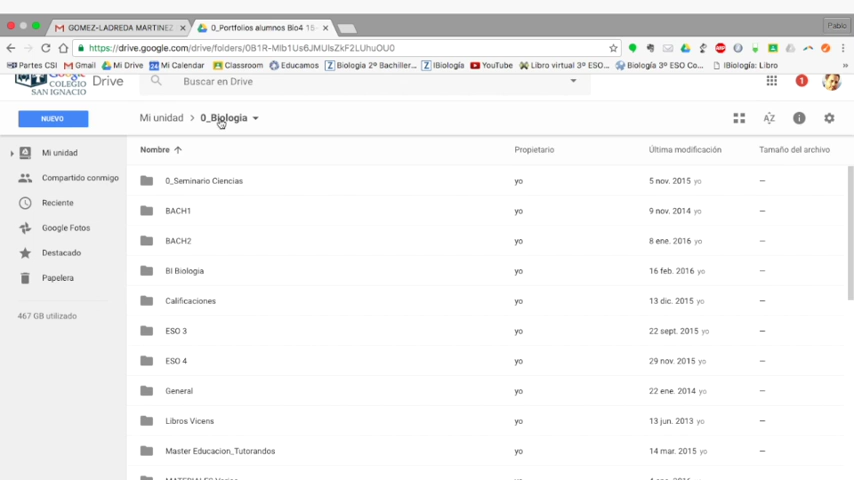 GOMEZ-LADREDA MARTINEZ × 0_Portfolios alumnos Bio4 15- × Pablo
https://drive.google.com/drive/folders/
Partes CSI Gmail Mi Drive Mi Calendar Classroom Educamos Biologia 2º Bachiller... !Biología YouTube Libro virtual 3º ESO... Biología 3º ESO Co... !Biología: Libro »
Google
COLEGIO
SAN IGNACIO
Drive Buscar en Drive 1
NUEVO Mi unidad > 0_Biologia AZ
Nombre Propietario Última modificación Tamaño del archivo
Mi unidad
Compartido conmigo
Reciente
Google Fotos
Destacado
Papelera
467 GB utilizado
0_Seminario Ciencias yo 5 nov. 2015 yo —
BACH1 yo 9 nov. 2014 yo —
BACH2 yo 8 ene. 2016 yo —
BI Biologia yo 16 feb. 2016 yo —
Calificaciones yo 13 dic. 2015 yo —
ESO 3 yo 22 sept. 2015 yo —
ESO 4 yo 29 nov. 2015 yo —
General yo 22 ene. 2014 yo —
Libros Vicens yo 13 jun. 2013 yo —
Master Educacion_Tutorandos yo 14 mar. 2015 yo —